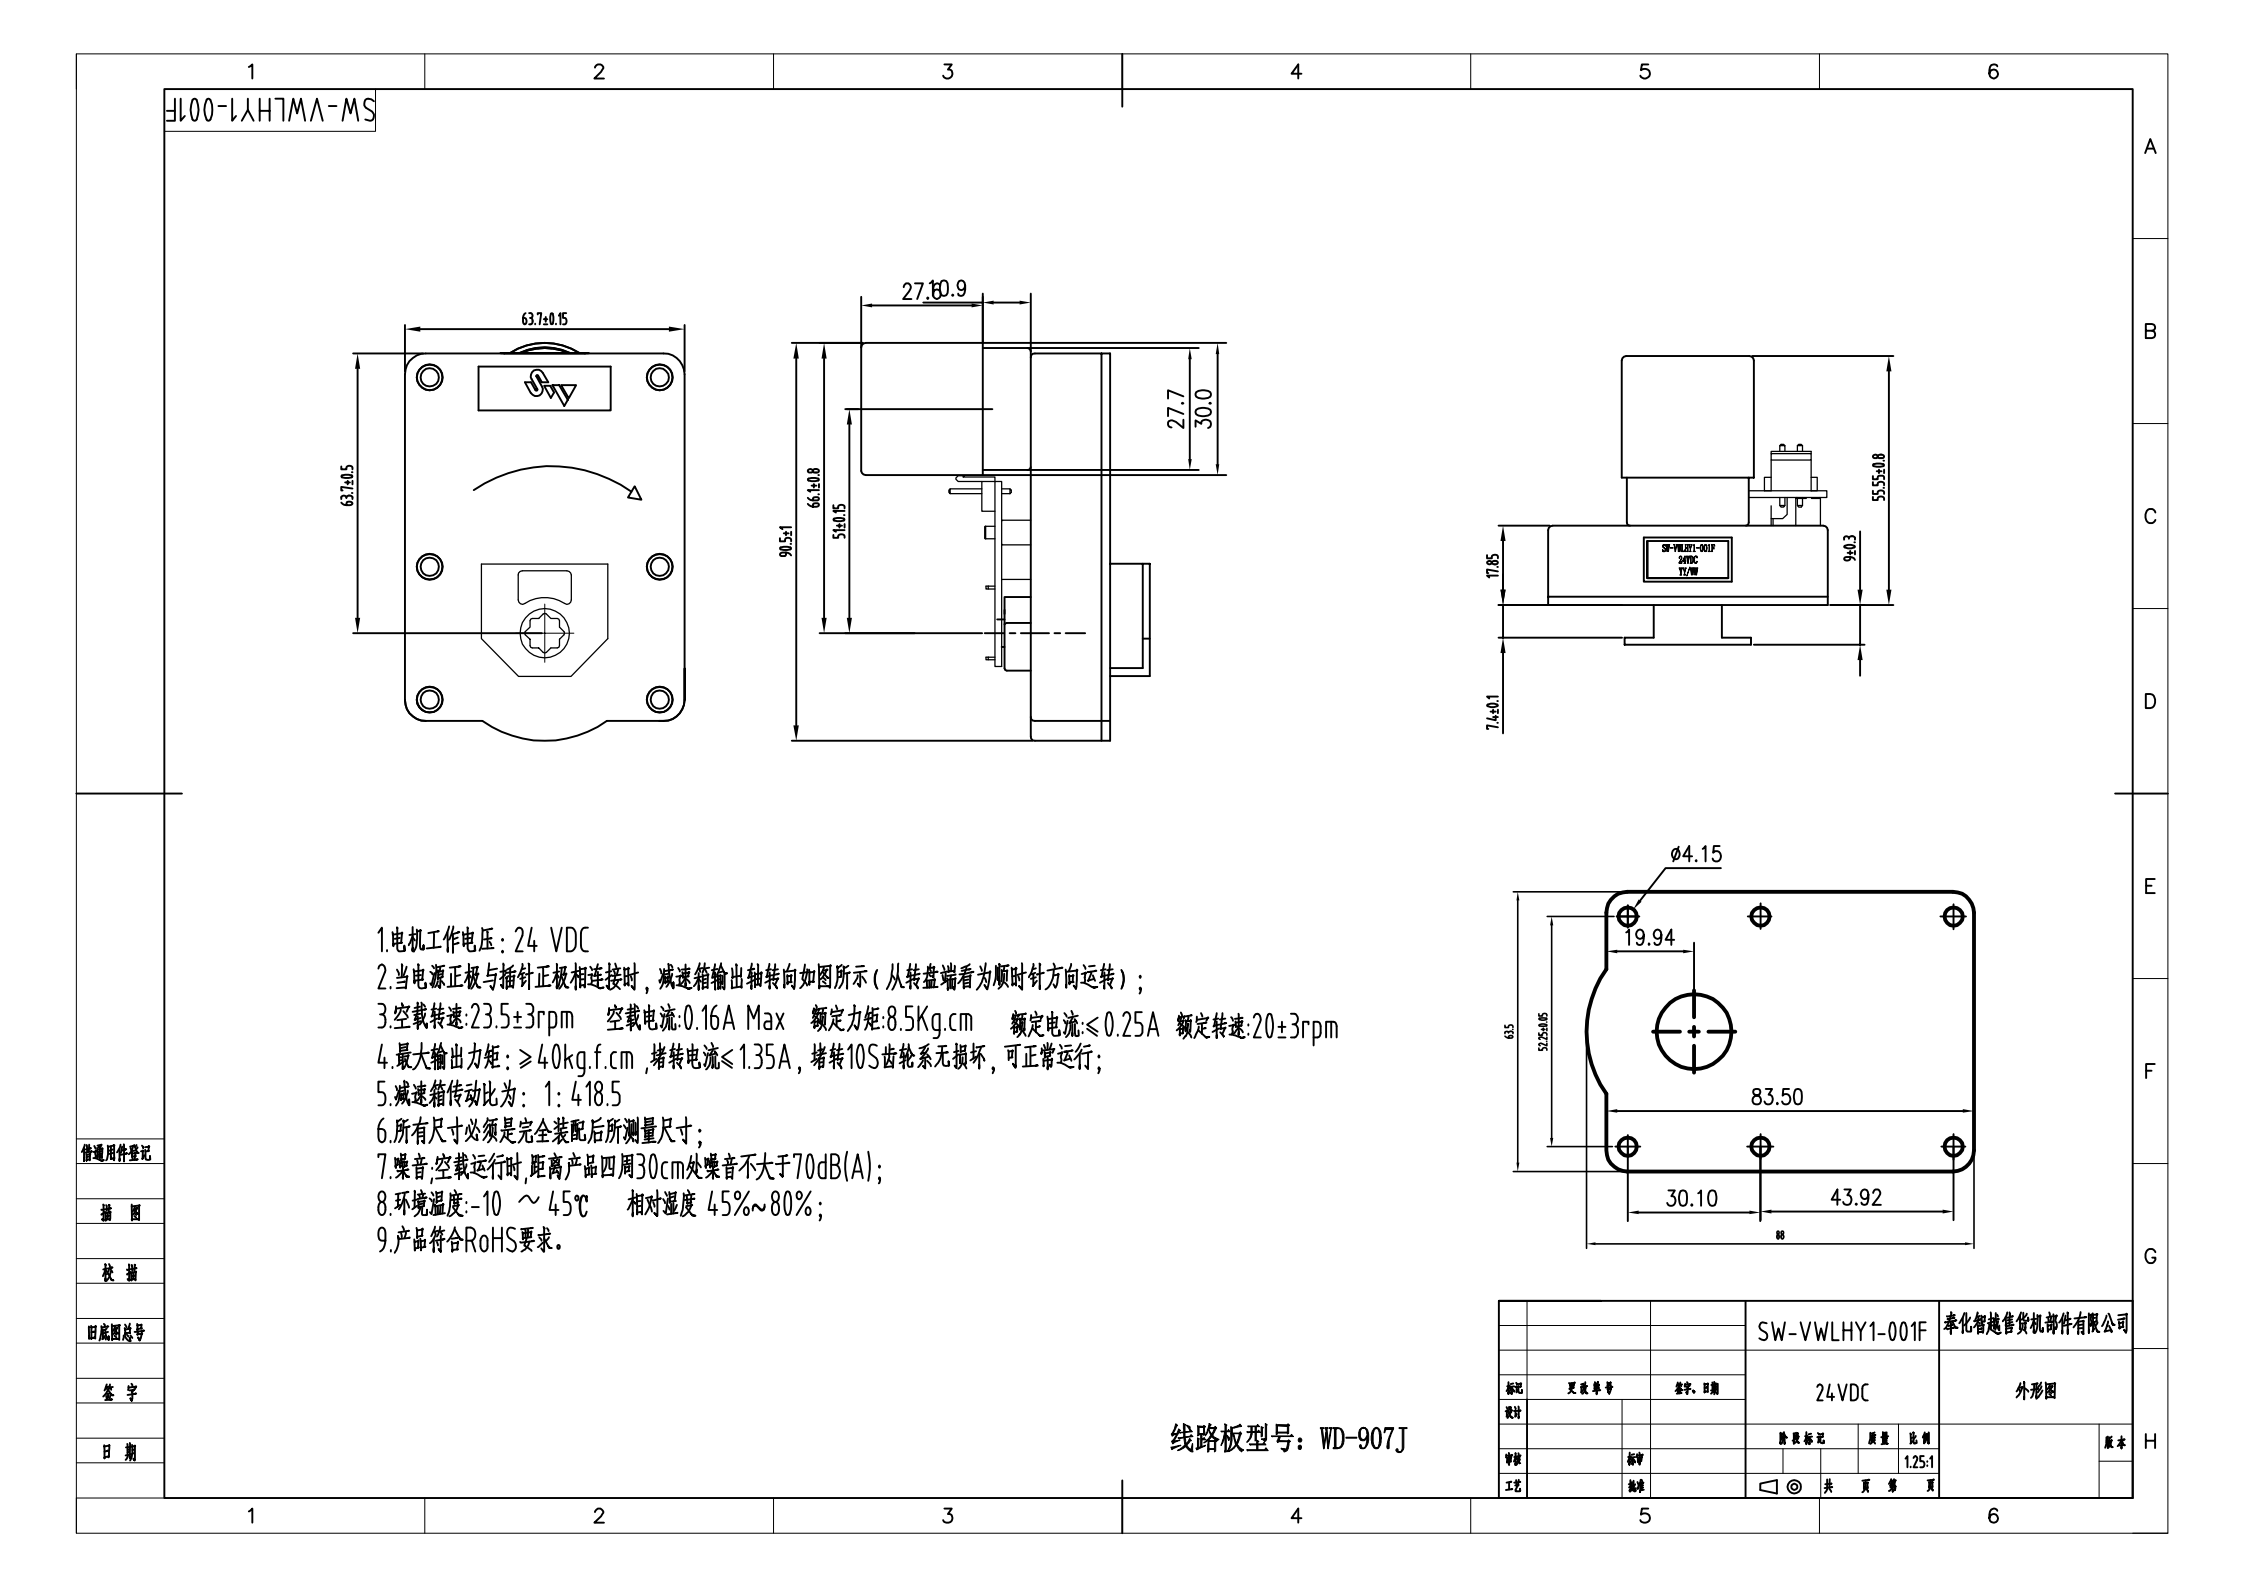 1 2 3 4 5 6
SW-VWLHY1-001F
A
B
C
D
E
F
G
H
63.7±0.15
63.7±0.5
27.6
10.9
90.5±1
66.1±0.8
51±0.15
27.7
30.0
55.55±0.8
17.85
9±0.3
7.4±0.1
SW-VWLHY1-001F
24VDC
YY/WW
ø4.15
19.94
63.5
52.25±0.05
83.50
30.10
43.92
88
1.电机工作电压: 24 VDC
2.当电源正极与插针正极相连接时, 减速箱输出轴转向如图所示(从转盘端看为顺时针方向运转);
3.空载转速:23.5±3rpm 空载电流:0.16A Max 额定力矩:8.5Kg.cm 额定电流:≤0.25A 额定转速:20±3rpm
4.最大输出力矩: ≥40kg.f.cm ,堵转电流≤1.35A, 堵转10S齿轮系无损坏, 可正常运行;
5.减速箱传动比为: 1: 418.5
6.所有尺寸必须是完全装配后所测量尺寸;
7.噪音;空载运行时,距离产品四周30cm处噪音不大于70dB(A);
8.环境温度:-10 ～ 45℃ 相对湿度 45%~80%;
9.产品符合RoHS要求。
线路板型号: WD-907J
借通用件登记
描 图
校 描
旧底图总号
签 字
日 期
SW-VWLHY1-001F
奉化智越售货机部件有限公司
标记 更改单号 签字、日期
24VDC
外形图
设计
阶段标记 质量 比例
版本
审核 标审
1.25:1
工艺 批准
共 页 第 页
1 2 3 4 5 6